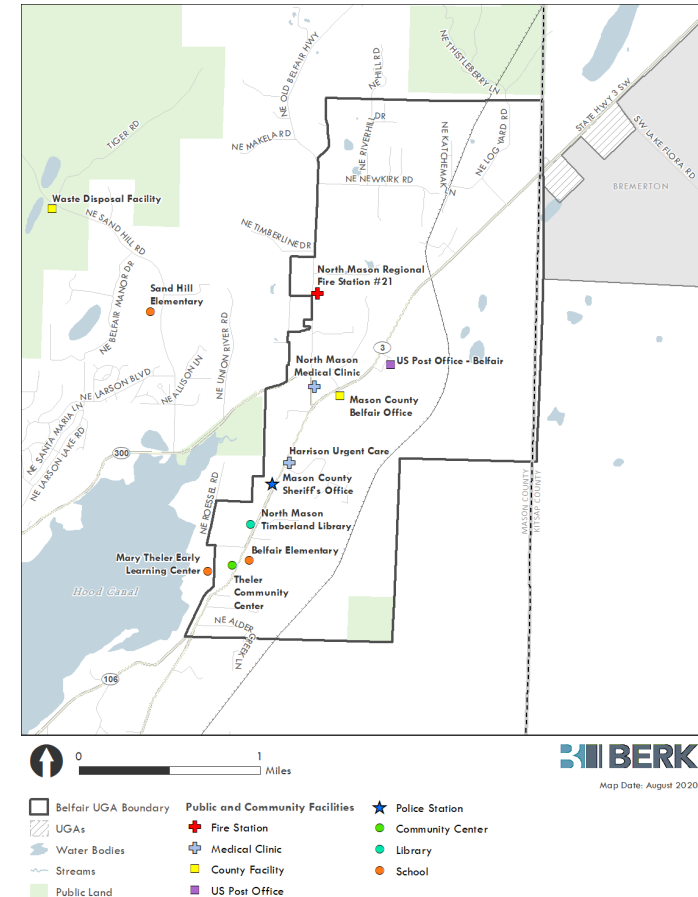 NE THISTLEBERRY LN
NE OLD BELFAIR HWY
NE HILL RD
STATE HWY 3 SW
TIGER RD
NE MAKELA RD
NE RIVERHILL DR
NE KATCHEMAK LN
NE LOG YARD RD
SW LAKE FLORA RD
NE NEWKIRK RD
BREMERTON
Waste Disposal Facility
NE SAND HILL RD
NE TIMBERLINE DR
North Mason Regional
Fire Station #21
NE BELFAIR MANOR DR
Sand Hill
Elementary
NE UNION RIVER RD
3
US Post Office - Belfair
North Mason
Medical Clinic
NE ALLISON LN
NE LARSON BLVD
Mason County
Belfair Office
NE SANTA MARIA LN
NE LARSON LAKE RD
300
Harrison Urgent Care
Mason County
Sheriff's Office
NE ROESSEL RD
MASON COUNTY
KITSAP COUNTY
North Mason
Timberland Library
Belfair Elementary
Mary Theler Early
Learning Center
Theler
Community
Center
Hood Canal
NE ALDER
CREEK LN
106
0 1
Miles
BERK
Map Date: August 2020
Belfair UGA Boundary
UGAs
Water Bodies
Streams
Public Land
Public and Community Facilities
Fire Station
Medical Clinic
County Facility
US Post Office
Police Station
Community Center
Library
School